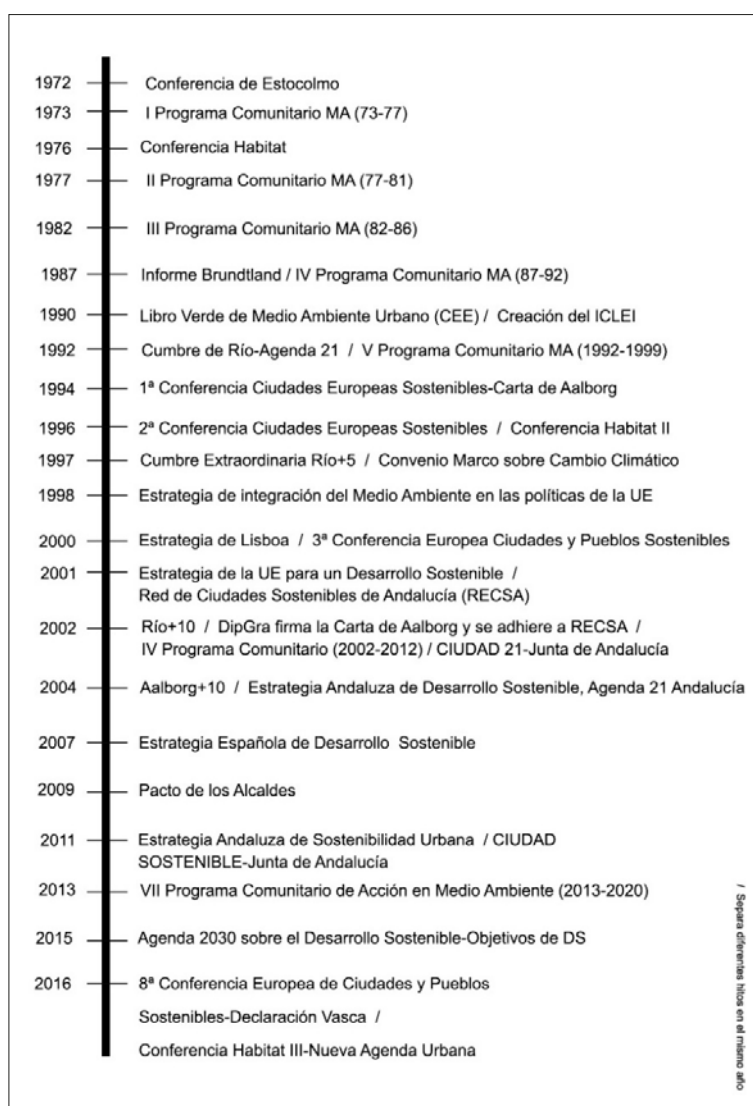 1972 Conferencia de Estocolmo
1973 I Programa Comunitario MA (73-77)
1976 Conferencia Habitat
1977 II Programa Comunitario MA (77-81)
1982 III Programa Comunitario MA (82-86)
1987 Informe Brundtland / IV Programa Comunitario MA (87-92)
1990 Libro Verde de Medio Ambiente Urbano (CEE) / Creación del ICLEI
1992 Cumbre de Río-Agenda 21 / V Programa Comunitario MA (1992-1999)
1994 1ª Conferencia Ciudades Europeas Sostenibles-Carta de Aalborg
1996 2ª Conferencia Ciudades Europeas Sostenibles / Conferencia Habitat II
1997 Cumbre Extraordinaria Río+5 / Convenio Marco sobre Cambio Climático
1998 Estrategia de integración del Medio Ambiente en las políticas de la UE
2000 Estrategia de Lisboa / 3ª Conferencia Europea Ciudades y Pueblos Sostenibles
2001 Estrategia de la UE para un Desarrollo Sostenible /
Red de Ciudades Sostenibles de Andalucía (RECSA)
2002 Río+10 / DipGra firma la Carta de Aalborg y se adhiere a RECSA /
IV Programa Comunitario (2002-2012) / CIUDAD 21-Junta de Andalucía
2004 Aalborg+10 / Estrategia Andaluza de Desarrollo Sostenible, Agenda 21 Andalucía
2007 Estrategia Española de Desarrollo Sostenible
2009 Pacto de los Alcaldes
2011 Estrategia Andaluza de Sostenibilidad Urbana / CIUDAD
SOSTENIBLE-Junta de Andalucía
2013 VII Programa Comunitario de Acción en Medio Ambiente (2013-2020)
2015 Agenda 2030 sobre el Desarrollo Sostenible-Objetivos de DS
2016 8ª Conferencia Europea de Ciudades y Pueblos
Sostenibles-Declaración Vasca /
Conferencia Habitat III-Nueva Agenda Urbana
/ Separa diferentes hitos en el mismo año